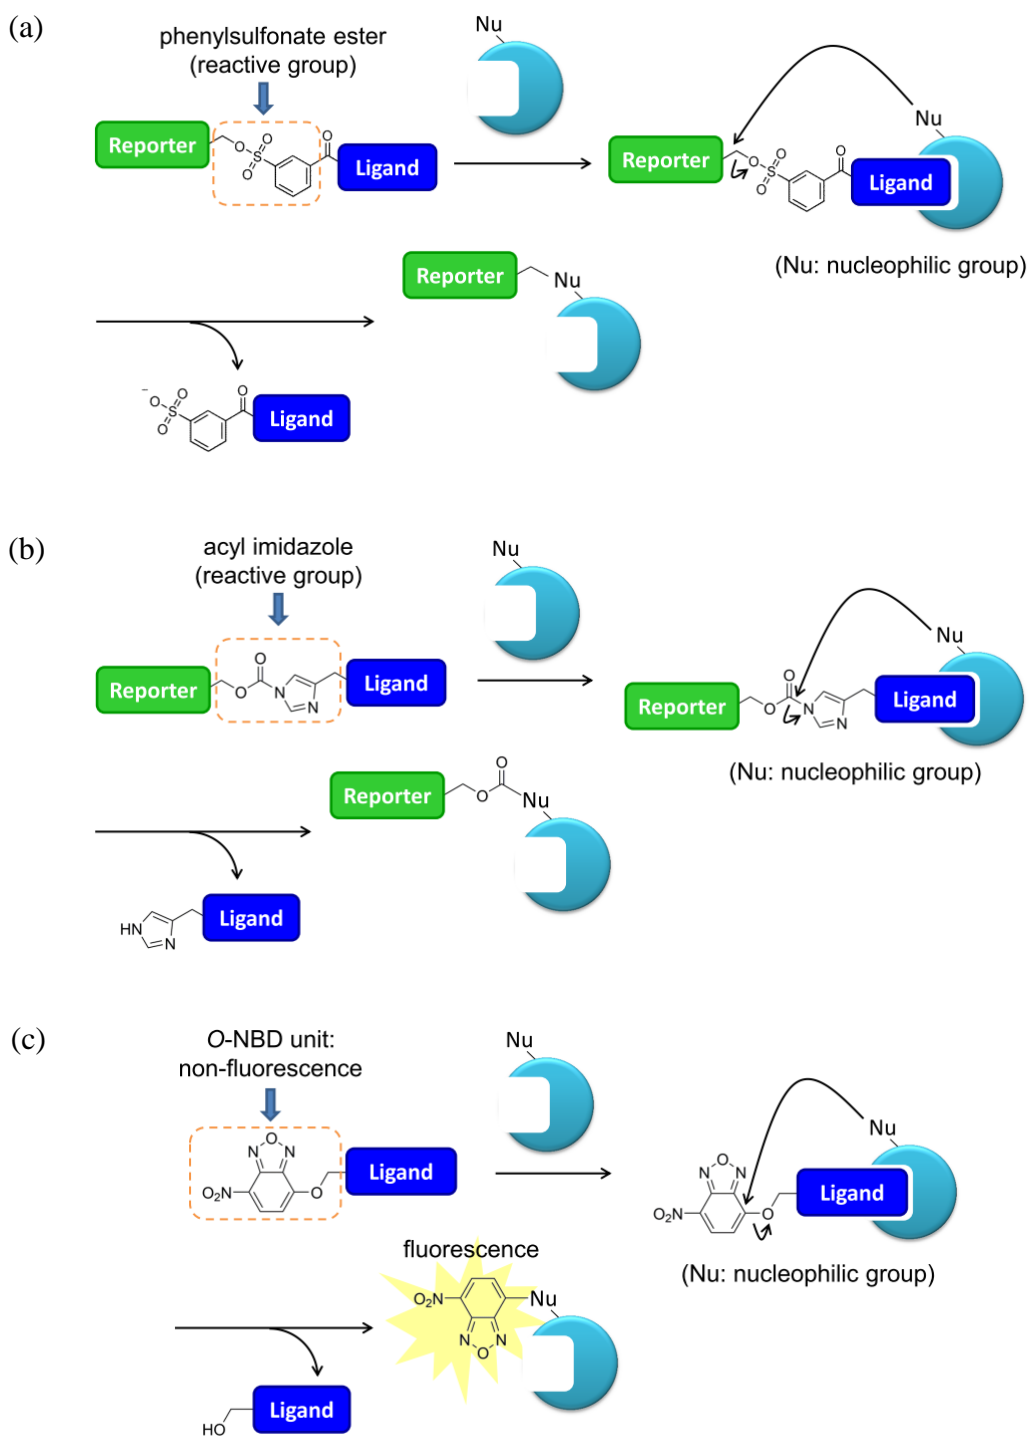 (a)
phenylsulfonate ester
(reactive group)
Nu
Reporter
O
S
O
O
O
Ligand
Nu
Reporter
O
S
O
O
O
Ligand
(Nu: nucleophilic group)
Reporter
Nu
−
O
O
S
O
O
Ligand
(b)
acyl imidazole
(reactive group)
Nu
Reporter
O
O
N
N
Ligand
Nu
Reporter
O
O
N
N
Ligand
(Nu: nucleophilic group)
Reporter
O
O
Nu
HN
N
Ligand
(c)
O-NBD unit:
non-fluorescence
Nu
N
O
N
O2N
O
Ligand
Nu
N
O
N
O2N
O
Ligand
(Nu: nucleophilic group)
fluorescence
O2N
Nu
N
O
N
HO
Ligand